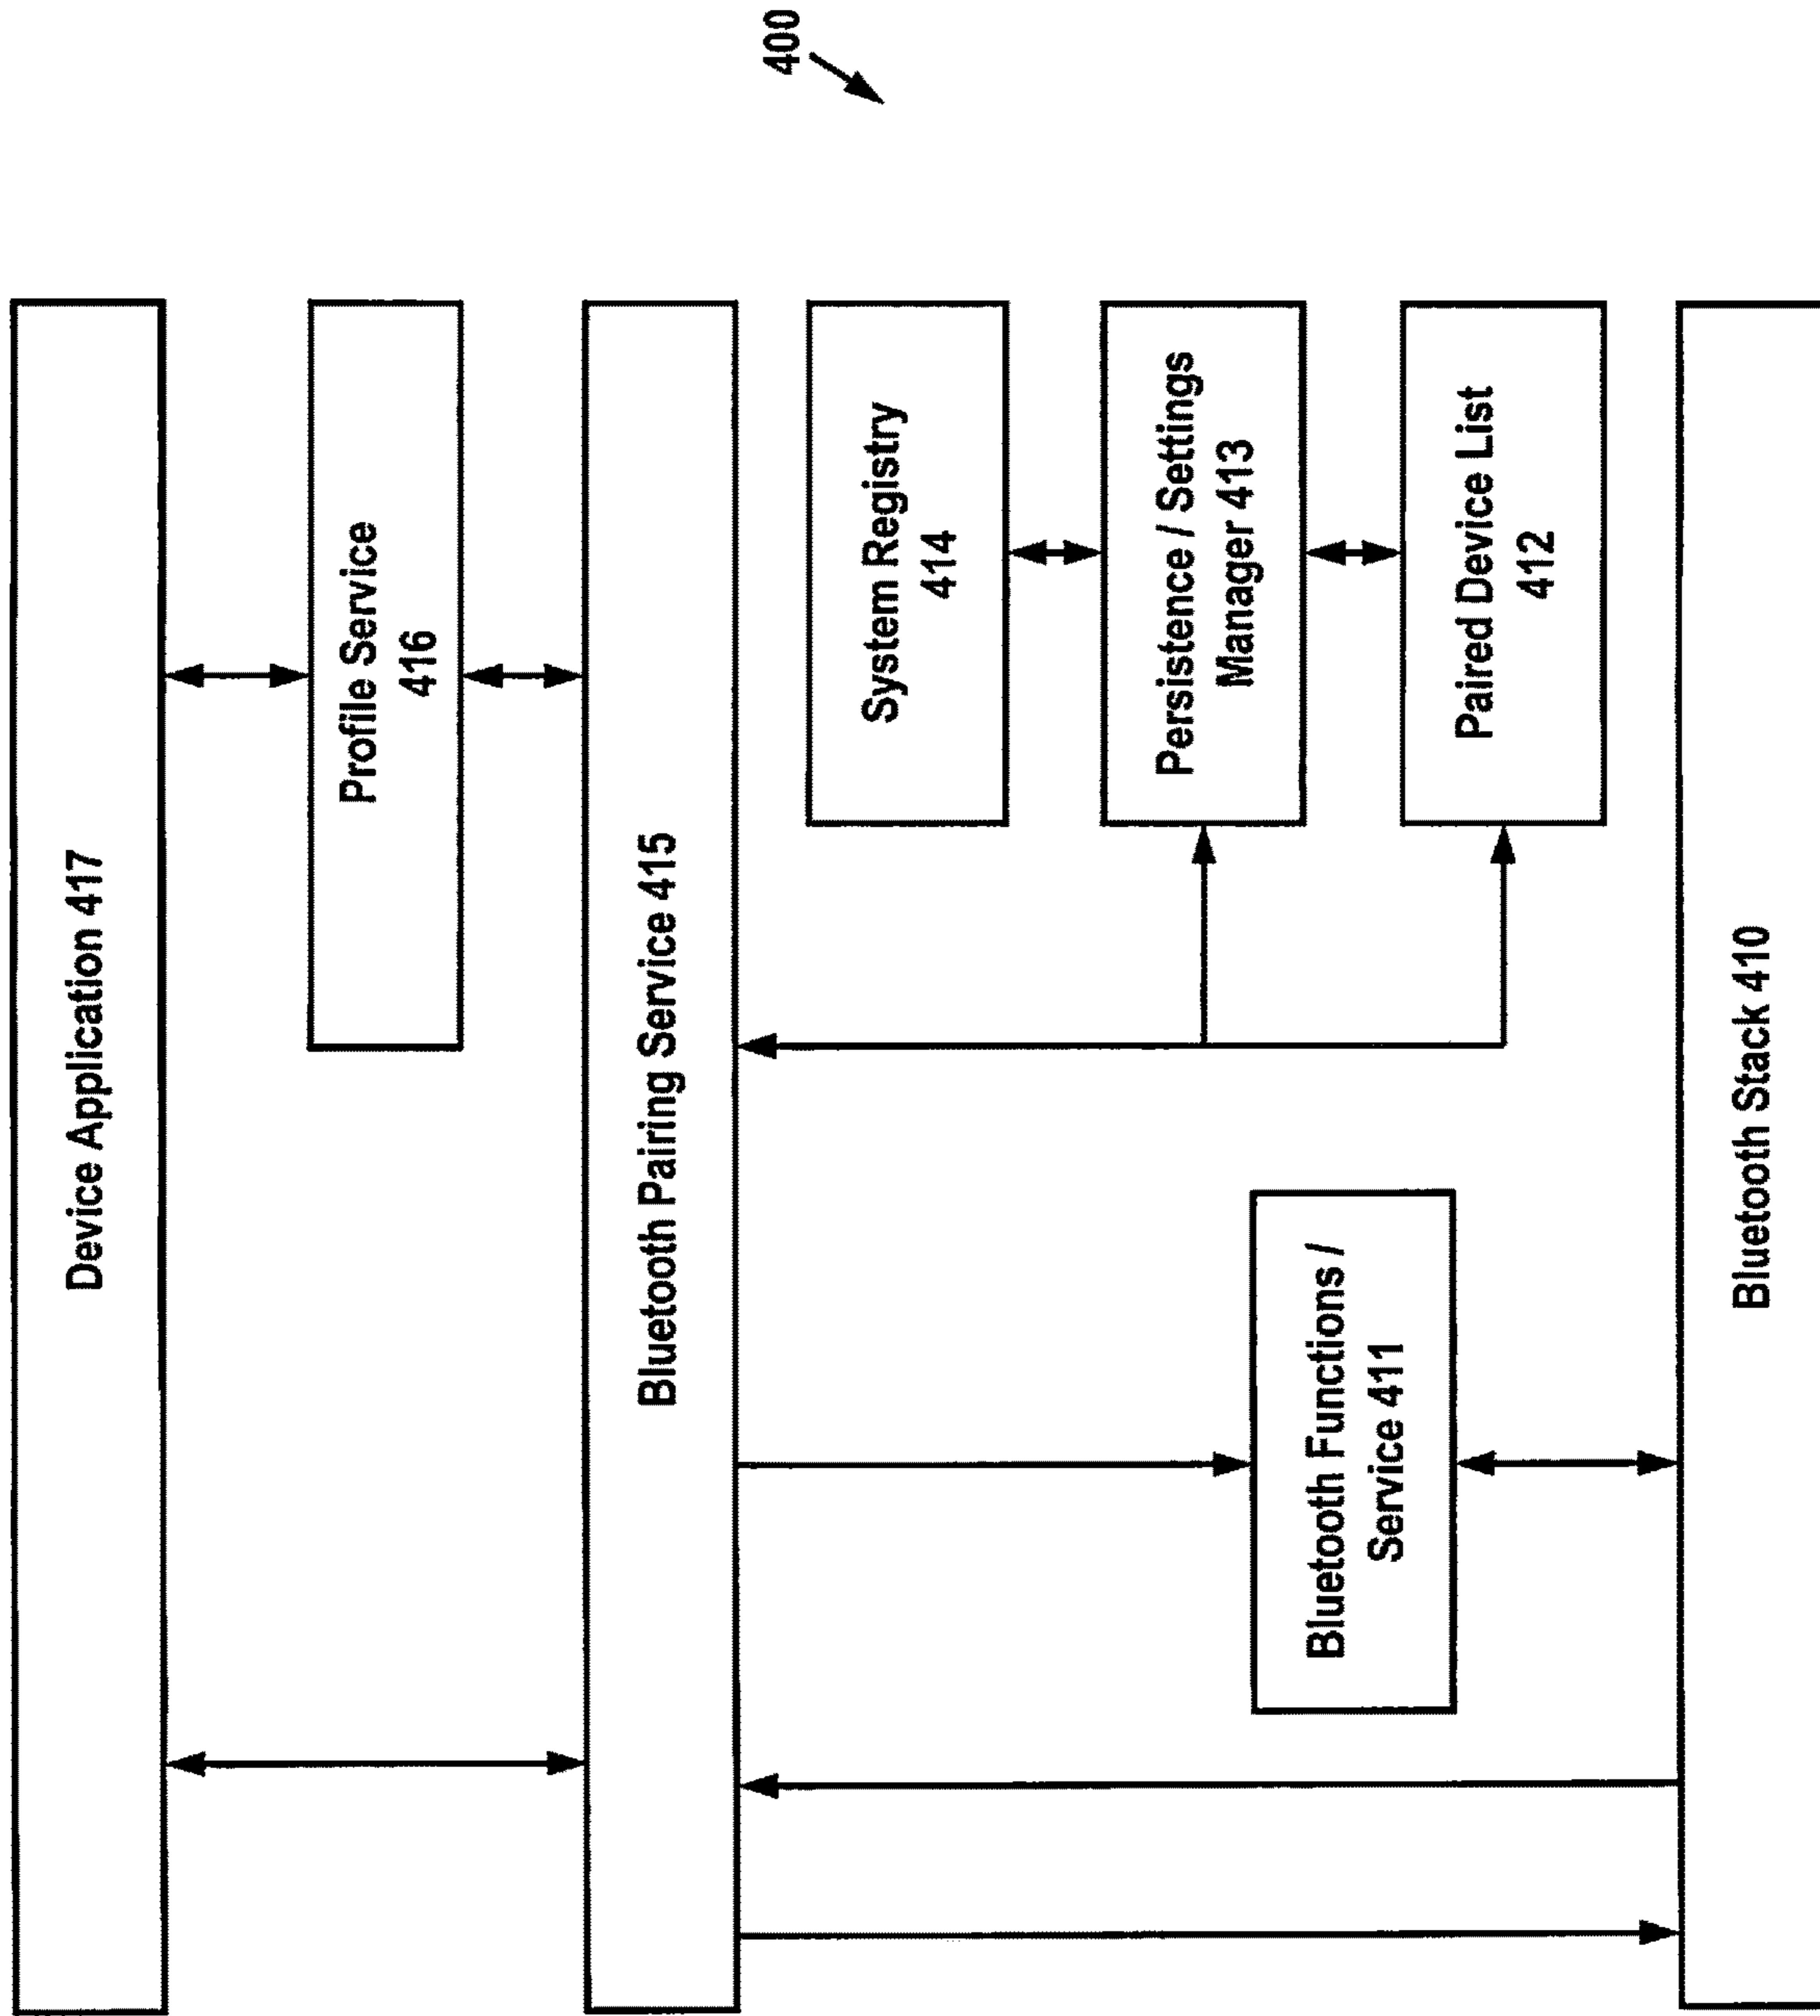 400
Device Application 417
Profile Service
416
Bluetooth Pairing Service 415
System Registry
414
Persistence / Settings
Manager 413
Paired Device List
412
Bluetooth Functions /
Service 411
Bluetooth Stack 410